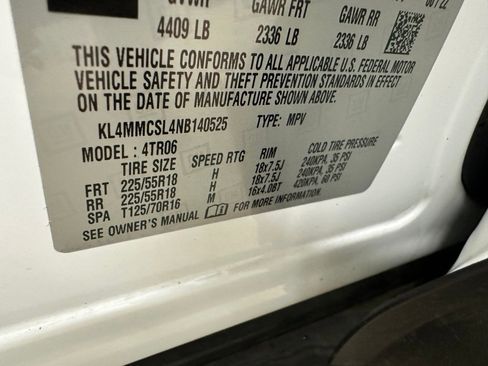 GVWR GAWR FRT GAWR RR
4409 LB 2336 LB 2336 LB
THIS VEHICLE CONFORMS TO ALL APPLICABLE U.S. FEDERAL MOTOR
VEHICLE SAFETY AND THEFT PREVENTION STANDARDS IN EFFECT
ON THE DATE OF MANUFACTURE SHOWN ABOVE.
KL4MMCSL4NB140525 TYPE: MPV
MODEL : 4TR06
TIRE SIZE SPEED RTG RIM COLD TIRE PRESSURE
FRT 225/55R18 H 18x7.5J 240KPA, 35 PSI
RR 225/55R18 H 18x7.5J 240KPA, 35 PSI
SPA T125/70R16 M 16x4.0BT 420KPA, 60 PSI
SEE OWNER'S MANUAL FOR MORE INFORMATION